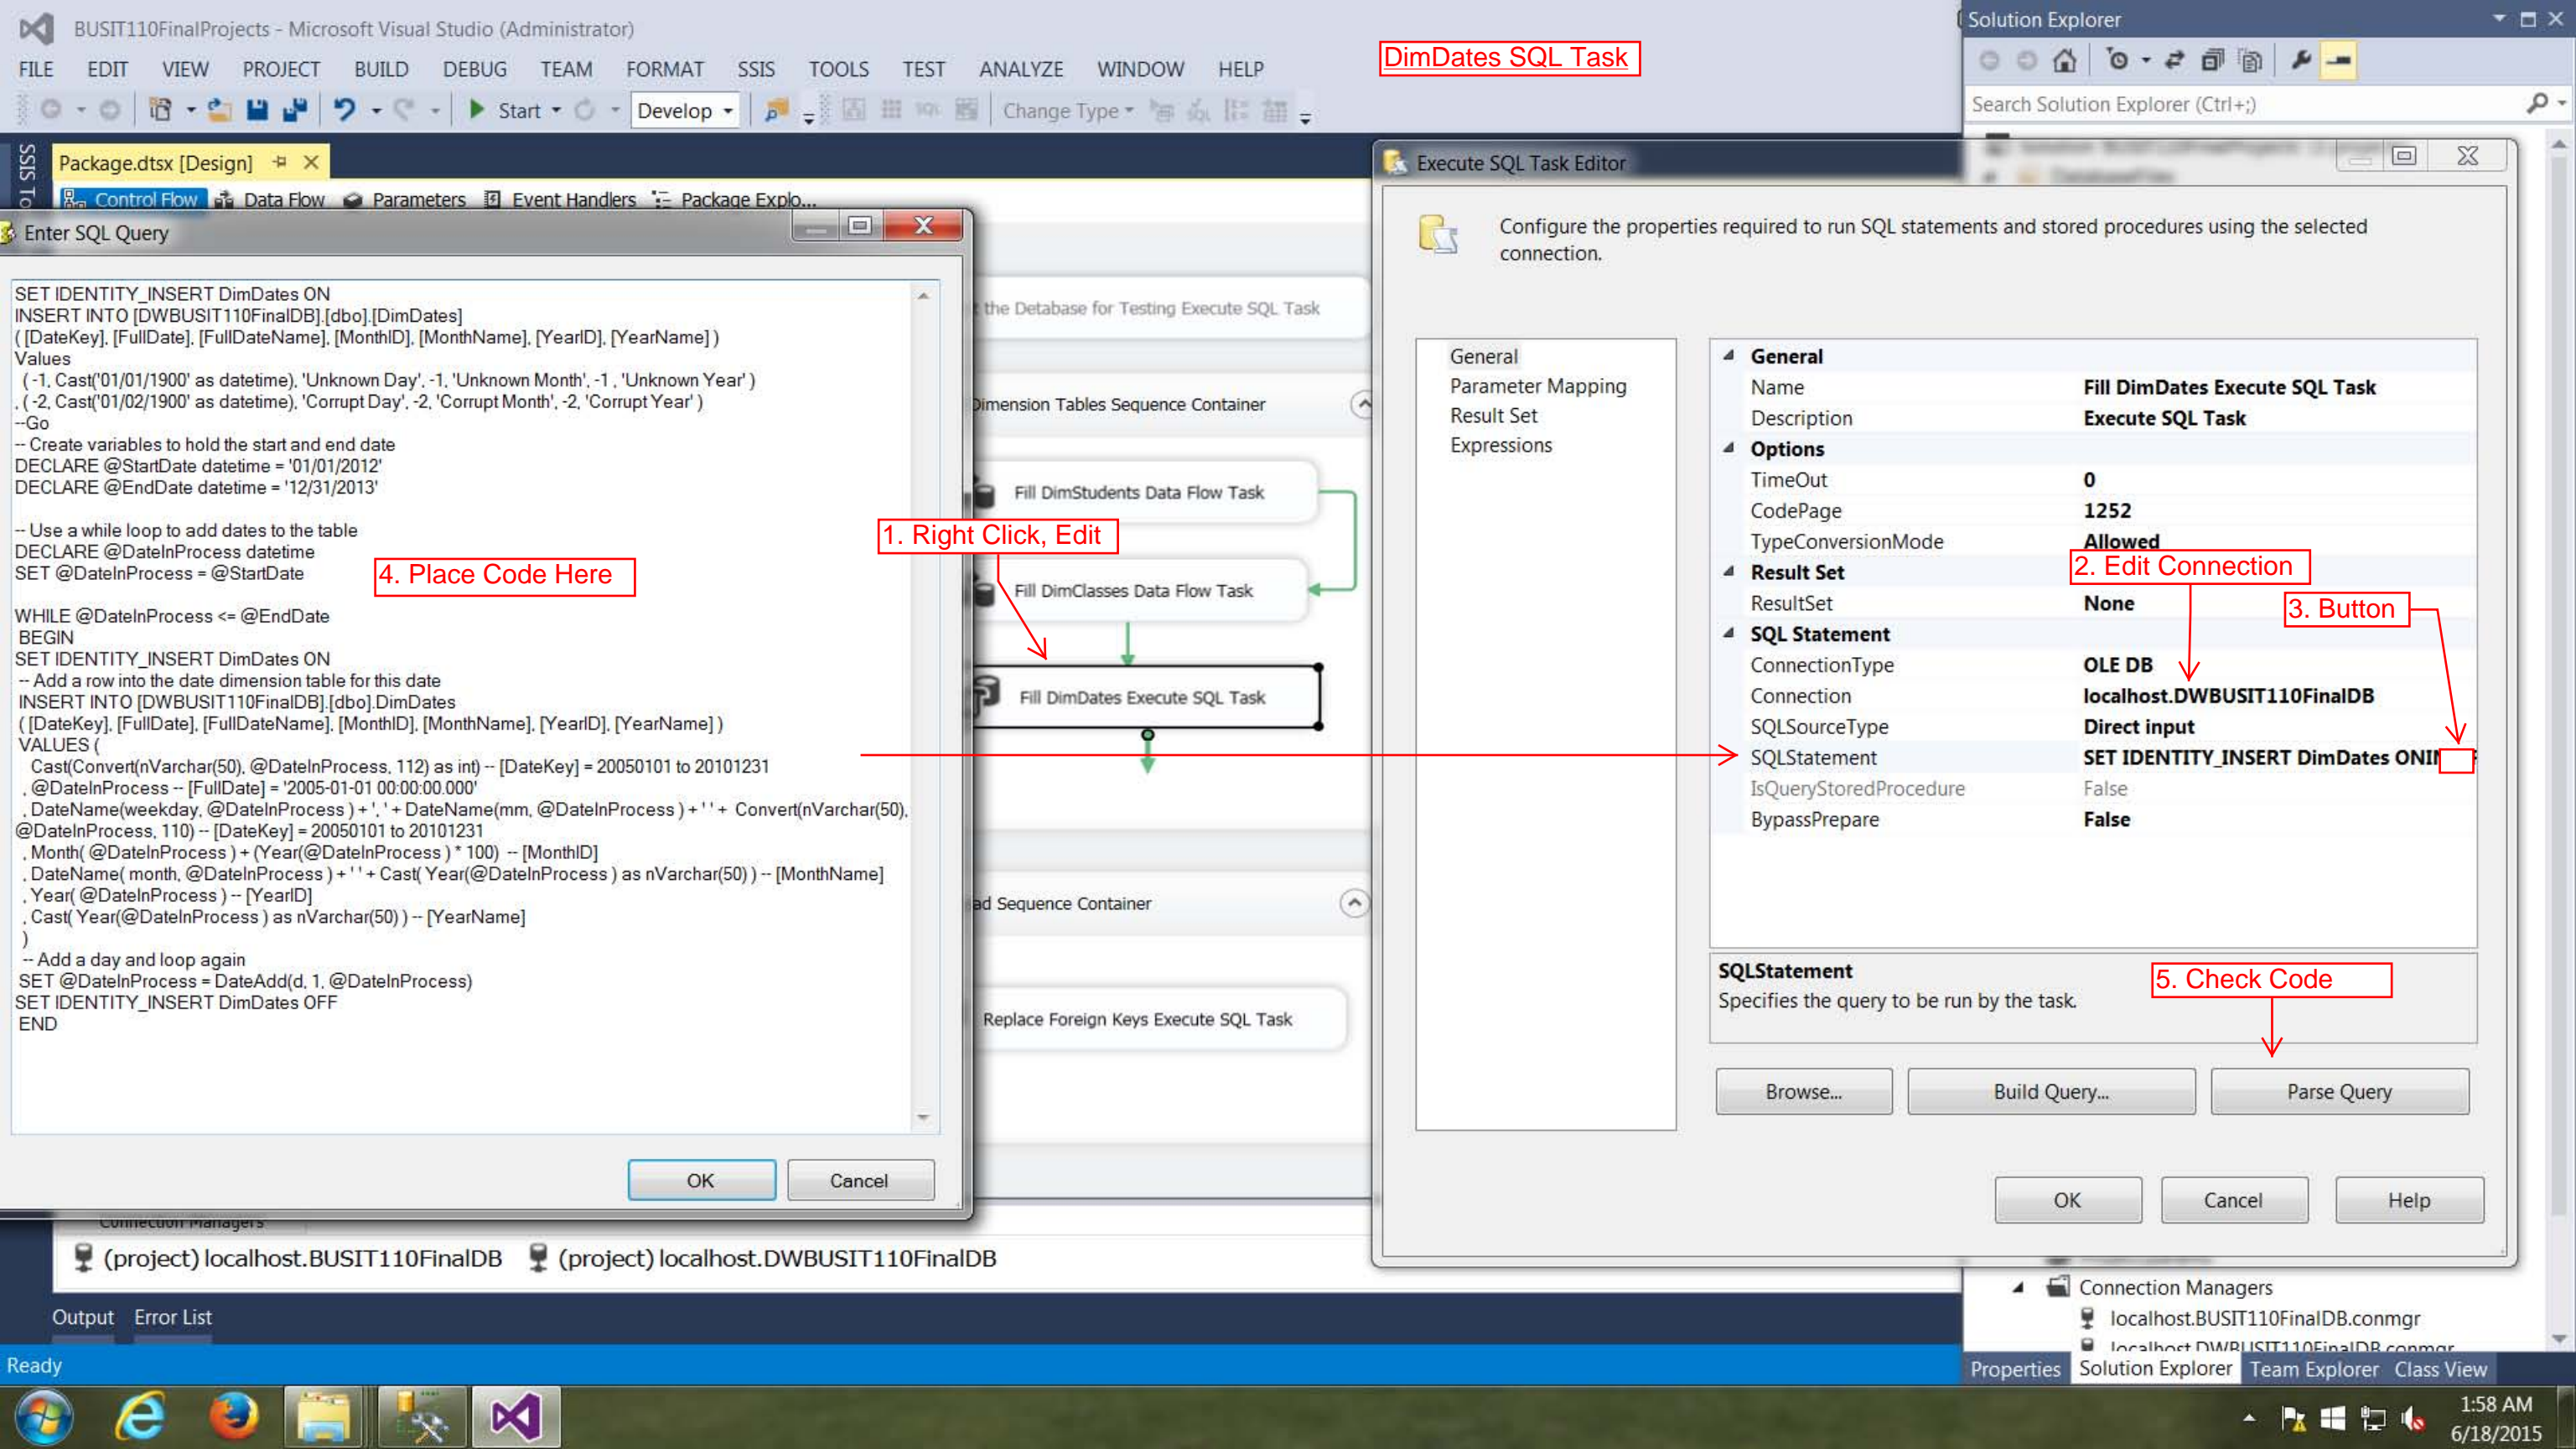 BUSIT110FinalProjects - Microsoft Visual Studio (Administrator)
FILE EDIT VIEW PROJECT BUILD DEBUG TEAM FORMAT SSIS TOOLS TEST ANALYZE WINDOW HELP
DimDates SQL Task
Start Develop Change Type
Solution Explorer
Search Solution Explorer (Ctrl+;)
SSIS
Package.dtsx [Design]
Control Flow Data Flow Parameters Event Handlers Package Explo...
Enter SQL Query
SET IDENTITY_INSERT DimDates ON
INSERT INTO [DWBUSIT110FinalDB].[dbo].[DimDates]
( [DateKey], [FullDate], [FullDateName], [MonthID], [MonthName], [YearID], [YearName] )
Values
( -1, Cast('01/01/1900' as datetime), 'Unknown Day', -1, 'Unknown Month', -1 , 'Unknown Year' )
, ( -2, Cast('01/02/1900' as datetime), 'Corrupt Day', -2, 'Corrupt Month', -2, 'Corrupt Year' )
--Go
-- Create variables to hold the start and end date
DECLARE @StartDate datetime = '01/01/2012'
DECLARE @EndDate datetime = '12/31/2013'
-- Use a while loop to add dates to the table
DECLARE @DateInProcess datetime
SET @DateInProcess = @StartDate
WHILE @DateInProcess <= @EndDate
BEGIN
SET IDENTITY_INSERT DimDates ON
-- Add a row into the date dimension table for this date
INSERT INTO [DWBUSIT110FinalDB].[dbo].DimDates
( [DateKey], [FullDate], [FullDateName], [MonthID], [MonthName], [YearID], [YearName] )
VALUES (
Cast(Convert(nVarchar(50), @DateInProcess, 112) as int) -- [DateKey] = 20050101 to 20101231
, @DateInProcess -- [FullDate] = '2005-01-01 00:00:00.000'
, DateName(weekday, @DateInProcess ) + ', ' + DateName(mm, @DateInProcess ) + ' ' + Convert(nVarchar(50),
@DateInProcess, 110) -- [DateKey] = 20050101 to 20101231
, Month( @DateInProcess ) + (Year(@DateInProcess ) * 100) -- [MonthID]
, DateName( month, @DateInProcess ) + ' ' + Cast( Year(@DateInProcess ) as nVarchar(50) ) -- [MonthName]
, Year( @DateInProcess ) -- [YearID]
, Cast( Year(@DateInProcess ) as nVarchar(50) ) -- [YearName]
)
-- Add a day and loop again
SET @DateInProcess = DateAdd(d, 1, @DateInProcess)
SET IDENTITY_INSERT DimDates OFF
END
4. Place Code Here
OK Cancel
the Detabase for Testing Execute SQL Task
Dimension Tables Sequence Container
Fill DimStudents Data Flow Task
1. Right Click, Edit
Fill DimClasses Data Flow Task
Fill DimDates Execute SQL Task
ad Sequence Container
Replace Foreign Keys Execute SQL Task
Execute SQL Task Editor
Configure the properties required to run SQL statements and stored procedures using the selected
connection.
General
Parameter Mapping
Result Set
Expressions
General
Name Fill DimDates Execute SQL Task
Description Execute SQL Task
Options
TimeOut 0
CodePage 1252
TypeConversionMode Allowed
2. Edit Connection
Result Set
ResultSet None
3. Button
SQL Statement
ConnectionType OLE DB
Connection localhost.DWBUSIT110FinalDB
SQLSourceType Direct input
SQLStatement SET IDENTITY_INSERT DimDates ONIN
IsQueryStoredProcedure False
BypassPrepare False
SQLStatement
Specifies the query to be run by the task.
5. Check Code
Browse... Build Query... Parse Query
OK Cancel Help
Connection Managers
(project) localhost.BUSIT110FinalDB (project) localhost.DWBUSIT110FinalDB
Output Error List
Connection Managers
localhost.BUSIT110FinalDB.conmgr
localhost.DWBUSIT110FinalDB.conmgr
Ready
Properties Solution Explorer Team Explorer Class View
1:58 AM
6/18/2015